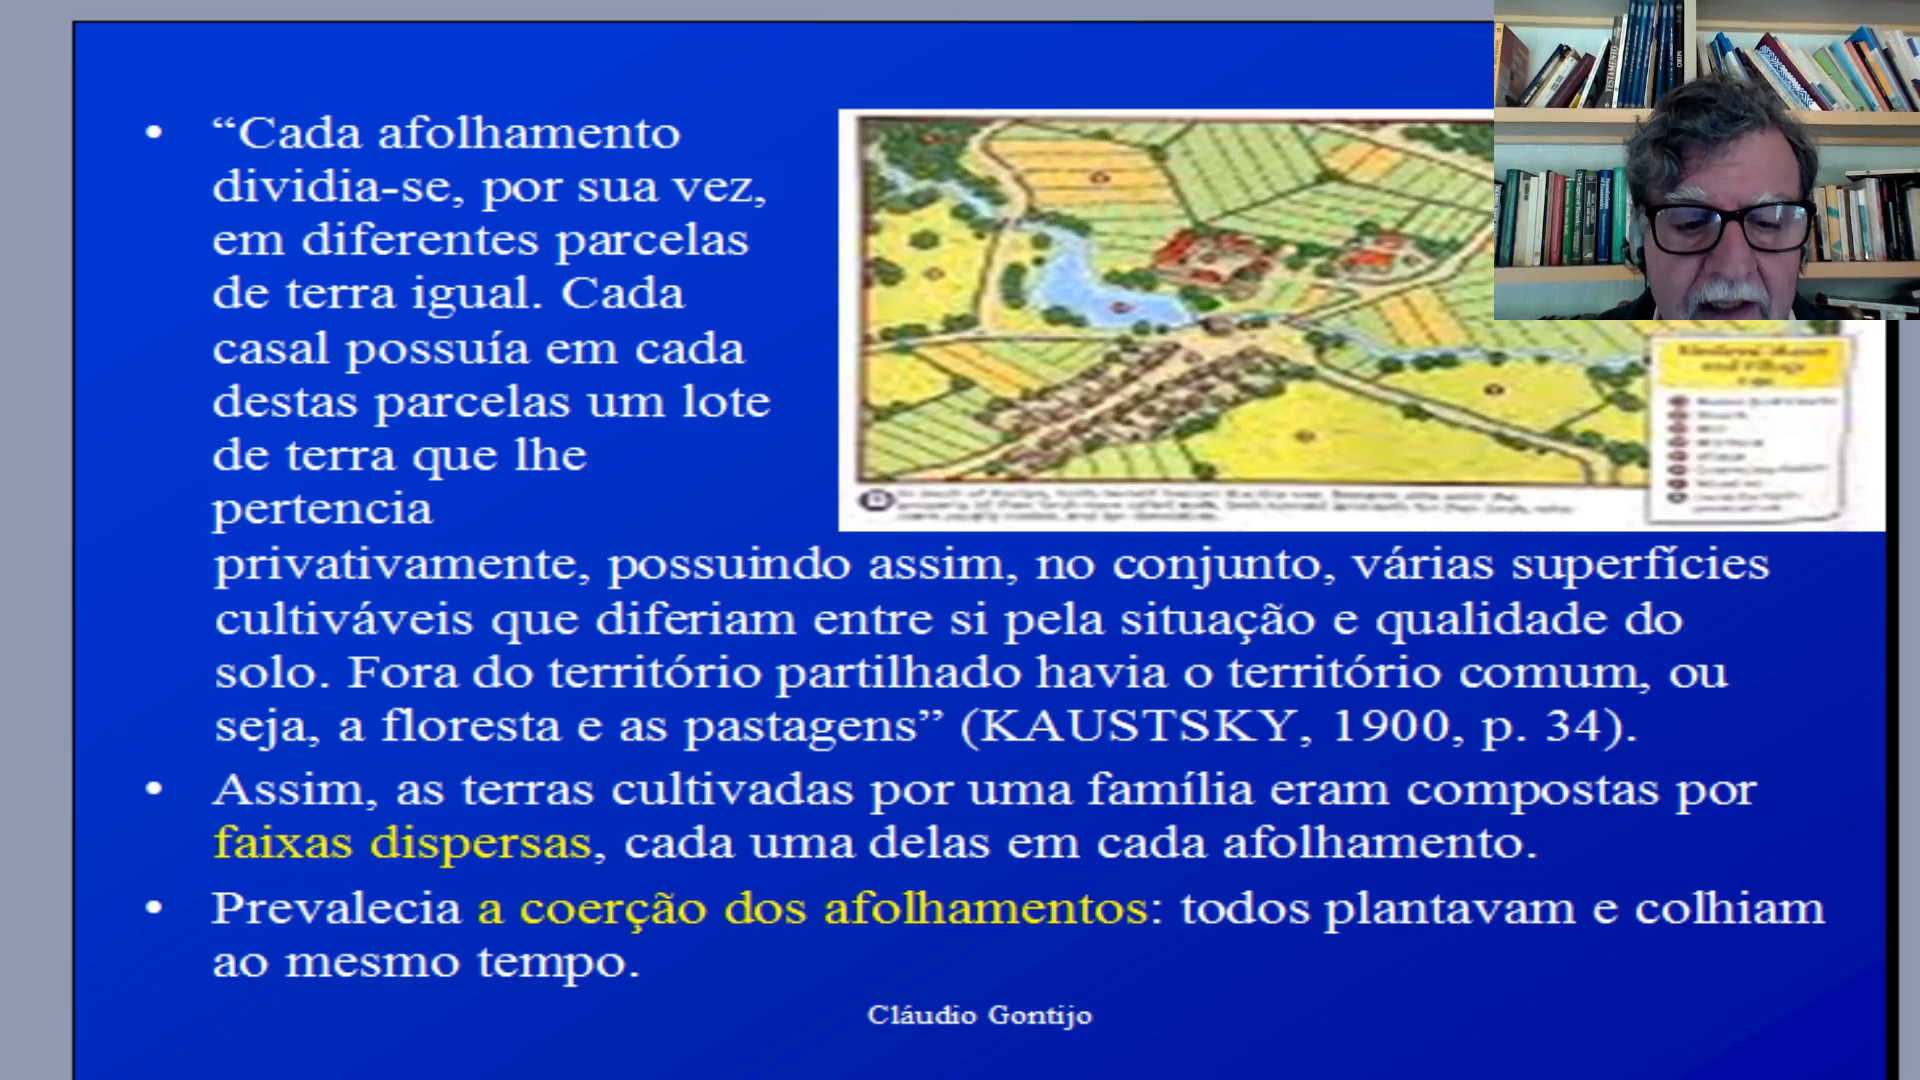 • “Cada afolhamento
dividia-se, por sua vez,
em diferentes parcelas
de terra igual. Cada
casal possuía em cada
destas parcelas um lote
de terra que lhe
pertencia
privativamente, possuindo assim, no conjunto, várias superfícies
cultiváveis que diferiam entre si pela situação e qualidade do
solo. Fora do território partilhado havia o território comum, ou
seja, a floresta e as pastagens” (KAUSTSKY, 1900, p. 34).
• Assim, as terras cultivadas por uma família eram compostas por
faixas dispersas, cada uma delas em cada afolhamento.
• Prevalecia a coerção dos afolhamentos: todos plantavam e colhiam
ao mesmo tempo.
Cláudio Gontijo